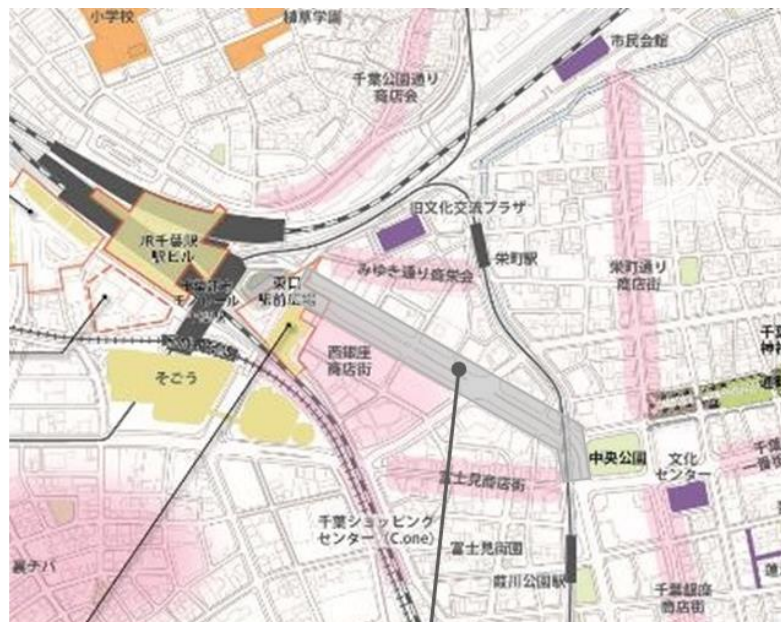 小学校
植草学園
市民会館
千葉公園通り
商店会
旧文化交流プラザ
JR千葉駅
駅ビル
栄町駅
みゆき通り商栄会
栄町通り
商店街
東口
駅前広場
西銀座
商店街
そごう
中央公園
文化
センター
富士見商店街
千葉ショッピング
センター（C.one）
富士見街園
葭川公園駅
裏チバ
千葉銀座
商店街